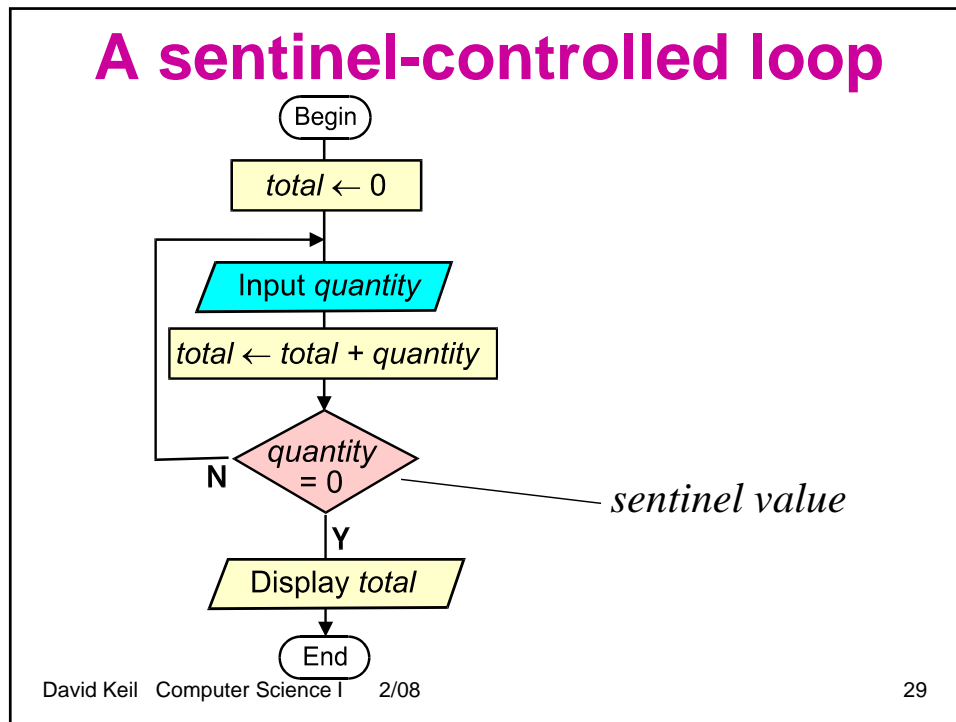 A sentinel-controlled loop
Begin
total ← 0
Input quantity
total ← total + quantity
quantity
= 0
N
sentinel value
Y
Display total
End
David Keil Computer Science I 2/08 29